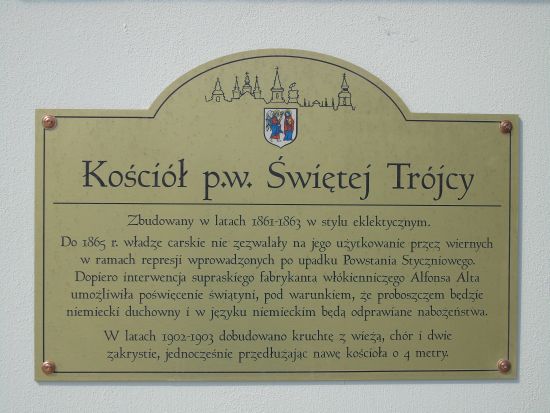 Kościół p.w. Świętej Trójcy
Zbudowany w latach 1861-1863 w stylu eklektycznym.
Do 1865 r. władze carskie nie zezwalały na jego użytkowanie przez wiernych
w ramach represji wprowadzonych po upadku Powstania Styczniowego.
Dopiero interwencja supraskiego fabrykanta włókienniczego Alfonsa Alta
umożliwiła poświęcenie świątyni, pod warunkiem, że proboszczem będzie
niemiecki duchowny i w języku niemieckim będą odprawiane nabożeństwa.
W latach 1902-1903 dobudowano kruchtę z wieżą, chór i dwie
zakrystie, jednocześnie przedłużając nawę kościoła o 4 metry.